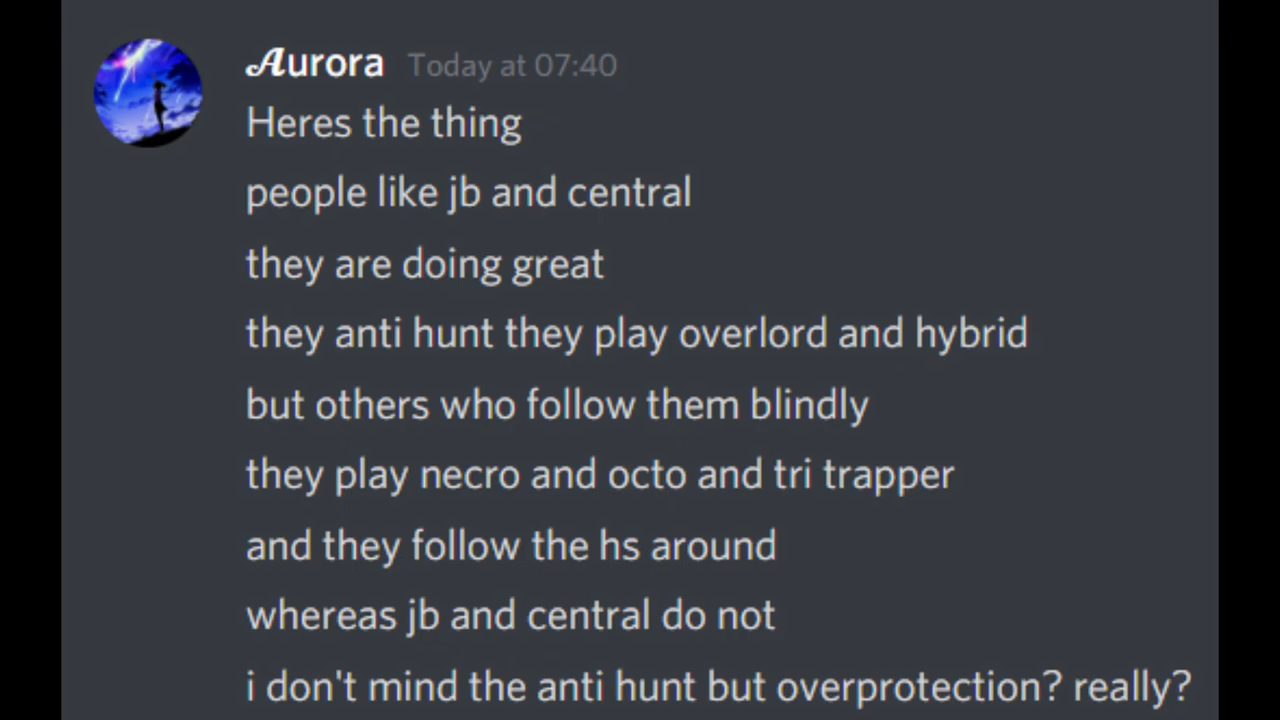 𝒜urora Today at 07:40
Heres the thing
people like jb and central
they are doing great
they anti hunt they play overlord and hybrid
but others who follow them blindly
they play necro and octo and tri trapper
and they follow the hs around
whereas jb and central do not
i don't mind the anti hunt but overprotection? really?